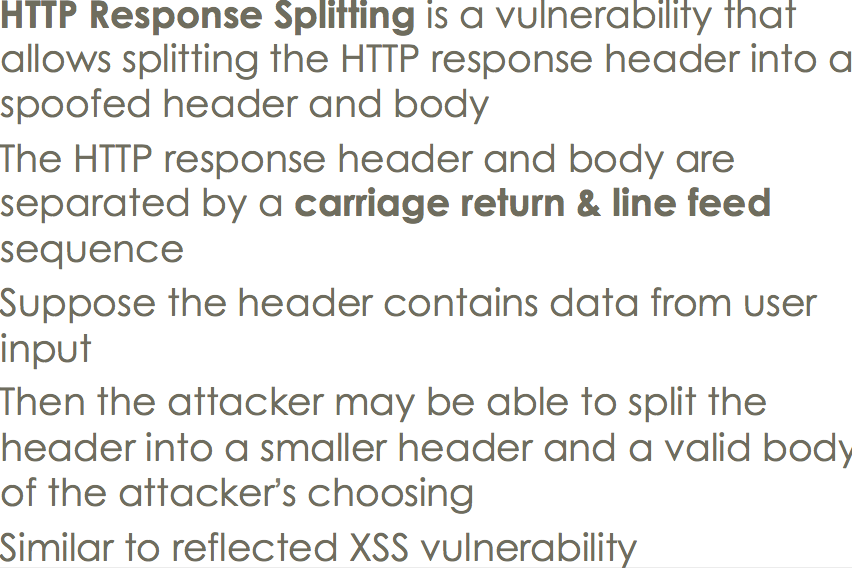 HTTP Response Splitting is a vulnerability that
allows splitting the HTTP response header into a
spoofed header and body
The HTTP response header and body are
separated by a carriage return & line feed
sequence
Suppose the header contains data from user
input
Then the attacker may be able to split the
header into a smaller header and a valid body
of the attacker’s choosing
Similar to reflected XSS vulnerability